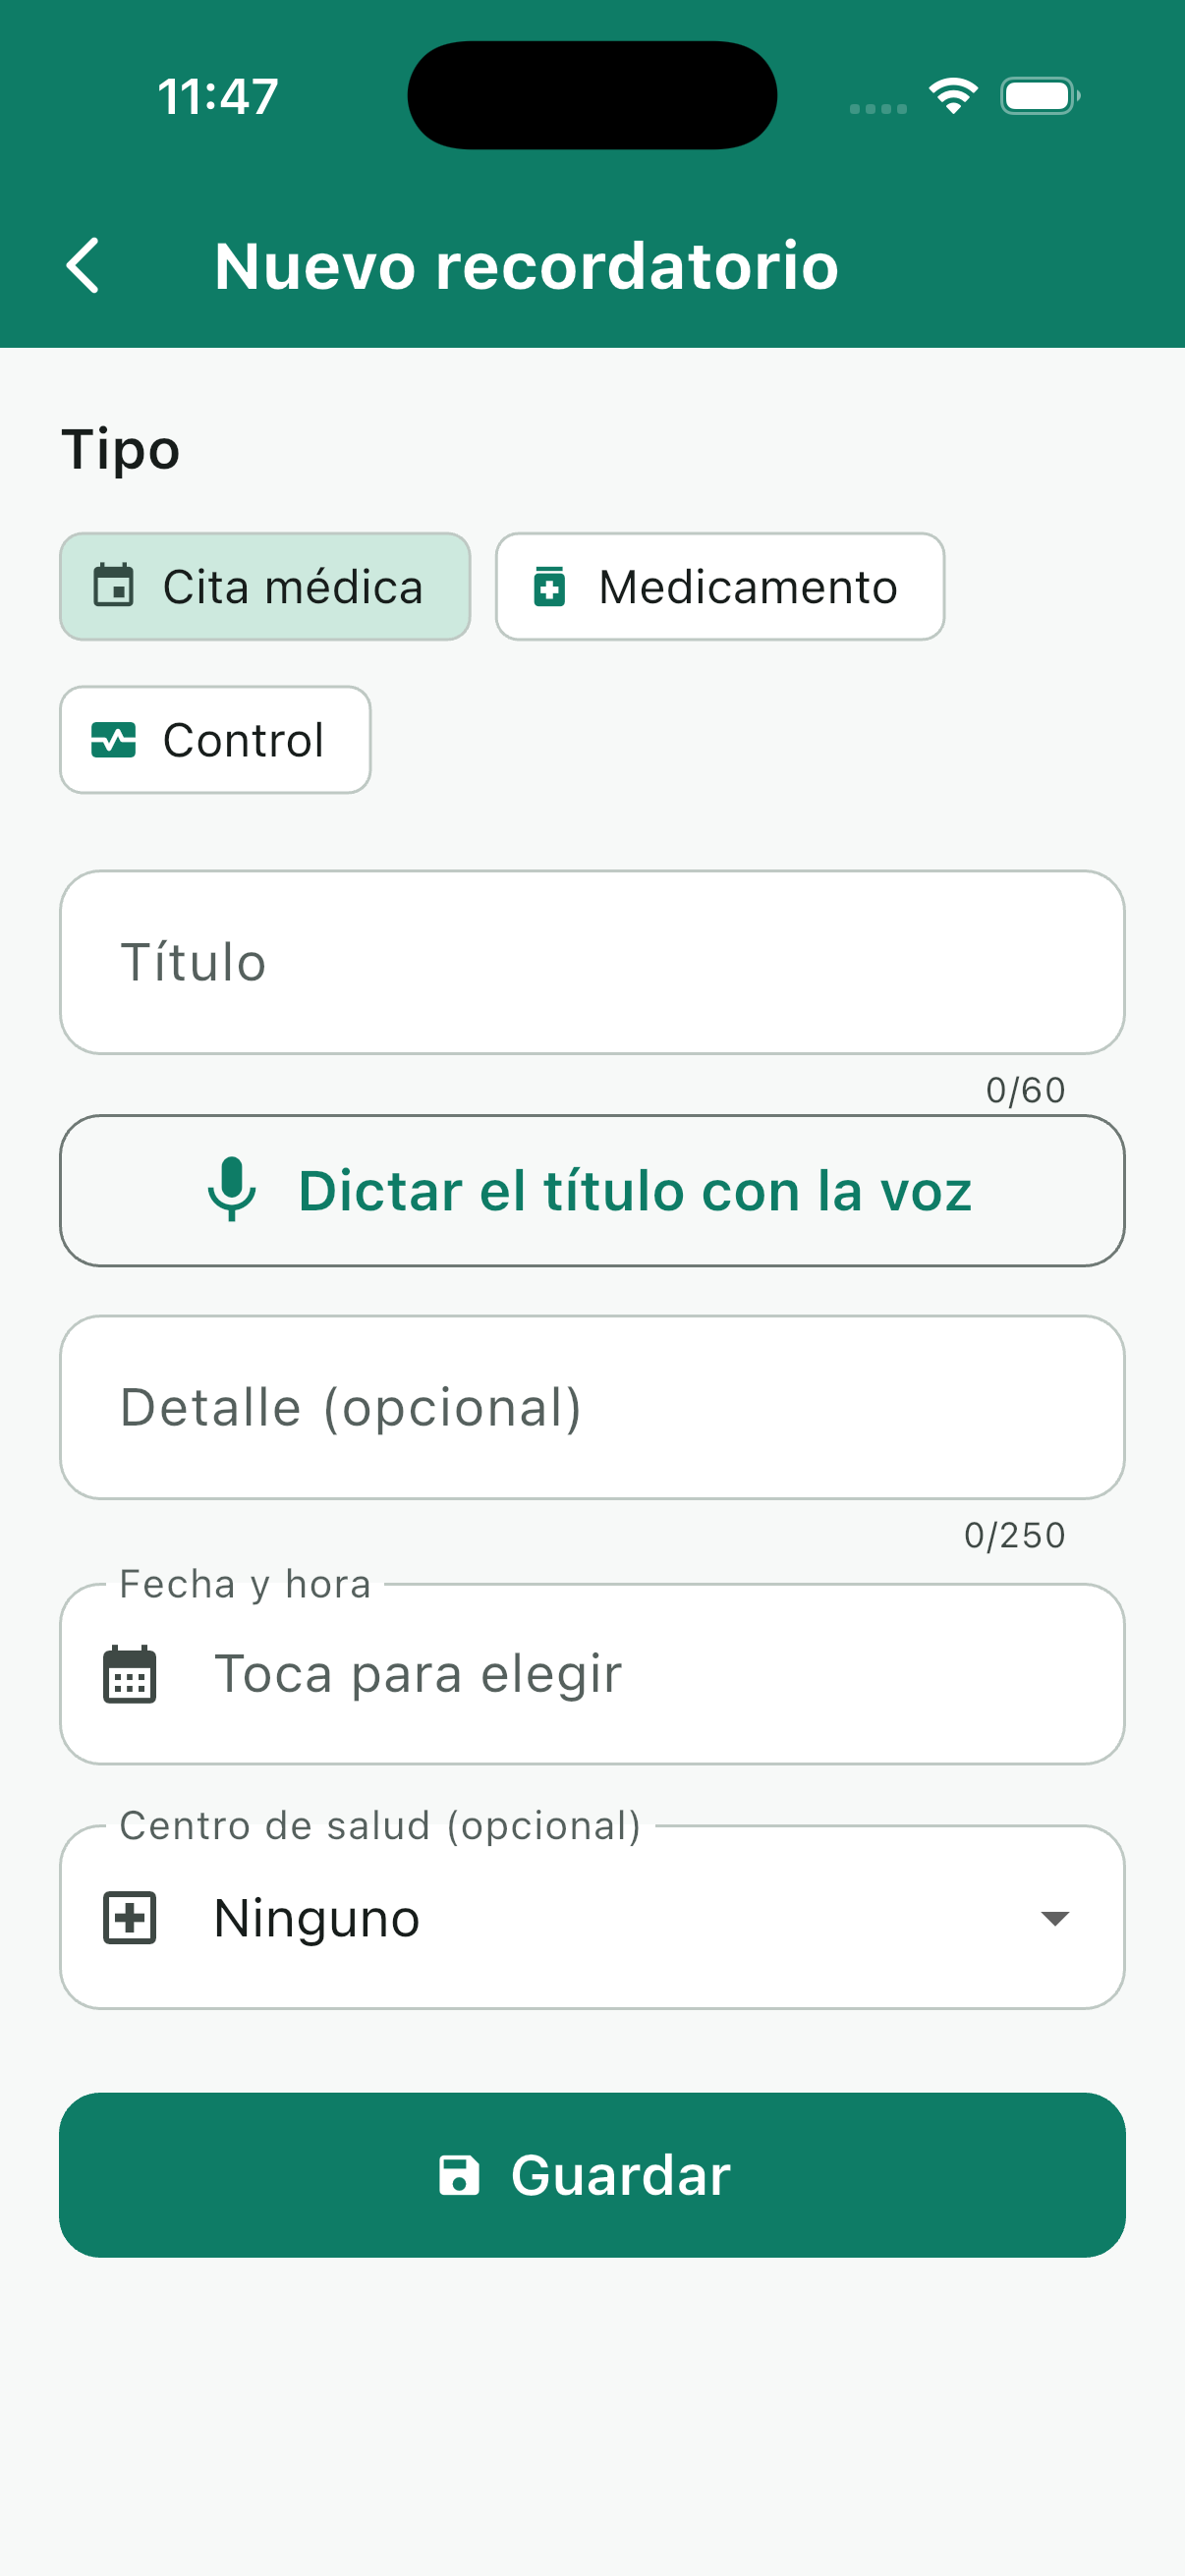 11:47
Nuevo recordatorio
Tipo
Cita médica
Medicamento
Control
Título
0/60
Dictar el título con la voz
Detalle (opcional)
0/250
Fecha y hora
Toca para elegir
Centro de salud (opcional)
Ninguno
Guardar